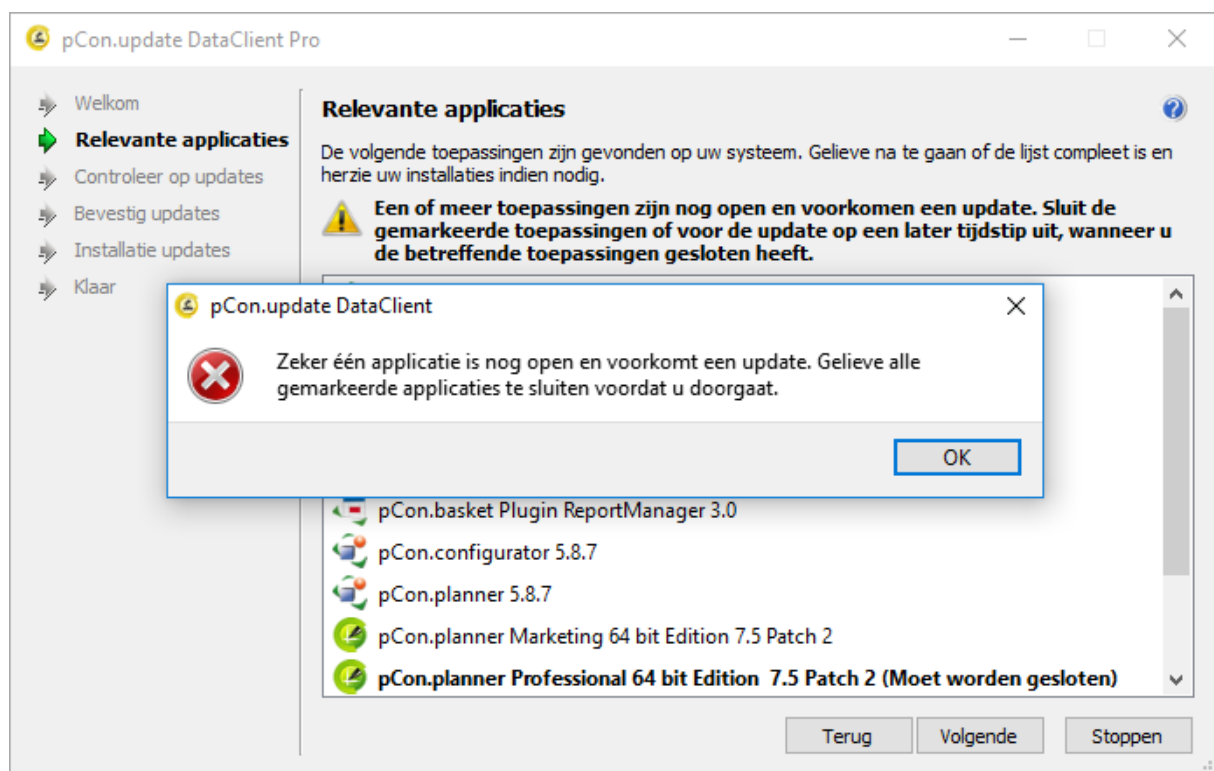 pCon.update DataClient Pro
Welkom
Relevante applicaties
Controleer op updates
Bevestig updates
Installatie updates
Klaar
Relevante applicaties
De volgende toepassingen zijn gevonden op uw systeem. Gelieve na te gaan of de lijst compleet is en
herzie uw installaties indien nodig.
Een of meer toepassingen zijn nog open en voorkomen een update. Sluit de
gemarkeerde toepassingen of voor de update op een later tijdstip uit, wanneer u
de betreffende toepassingen gesloten heeft.
pCon.update DataClient
Zeker één applicatie is nog open en voorkomt een update. Gelieve alle
gemarkeerde applicaties te sluiten voordat u doorgaat.
OK
pCon.basket Plugin ReportManager 3.0
pCon.configurator 5.8.7
pCon.planner 5.8.7
pCon.planner Marketing 64 bit Edition 7.5 Patch 2
pCon.planner Professional 64 bit Edition 7.5 Patch 2 (Moet worden gesloten)
Terug
Volgende
Stoppen